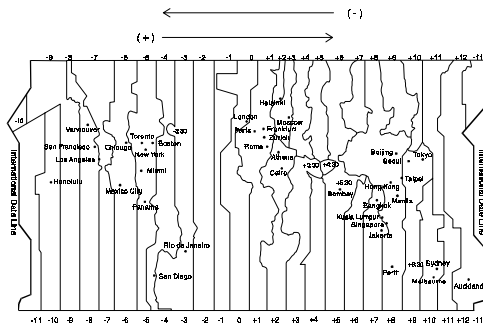 (-)
(+)
-9 -8 -7 -6 -5 -4 -3 -2 -1 0 +1 +2 +3 +4 +5 +6 +7 +8 +9 +10 +11 +12 -11
Helsinki
London
Moscow
-10
Vancouver
Toronto
-3:30
Paris
Frankfurt
Zurich
San Francisco
Chicago
Boston
New York
Rome
Los Angeles
Athens
Beijing
Seoul
Tokyo
Miami
Cairo
+3:30
+4:30
Honolulu
Mexico City
+5:30
Bombay
Hong Kong
Taipei
Panama
Bangkok
Manila
Kuala Lumpur
Singapore
Jakarta
Rio de Janeiro
San Diego
Perth
+9:30
Sydney
Melbourne
Auckland
International Date Line
International Date Line
-11 -10 -9 -8 -7 -6 -5 -4 -3 -2 -1 0 +1 +2 +3 +4 +5 +6 +7 +8 +9 +10 +11 +12 -11